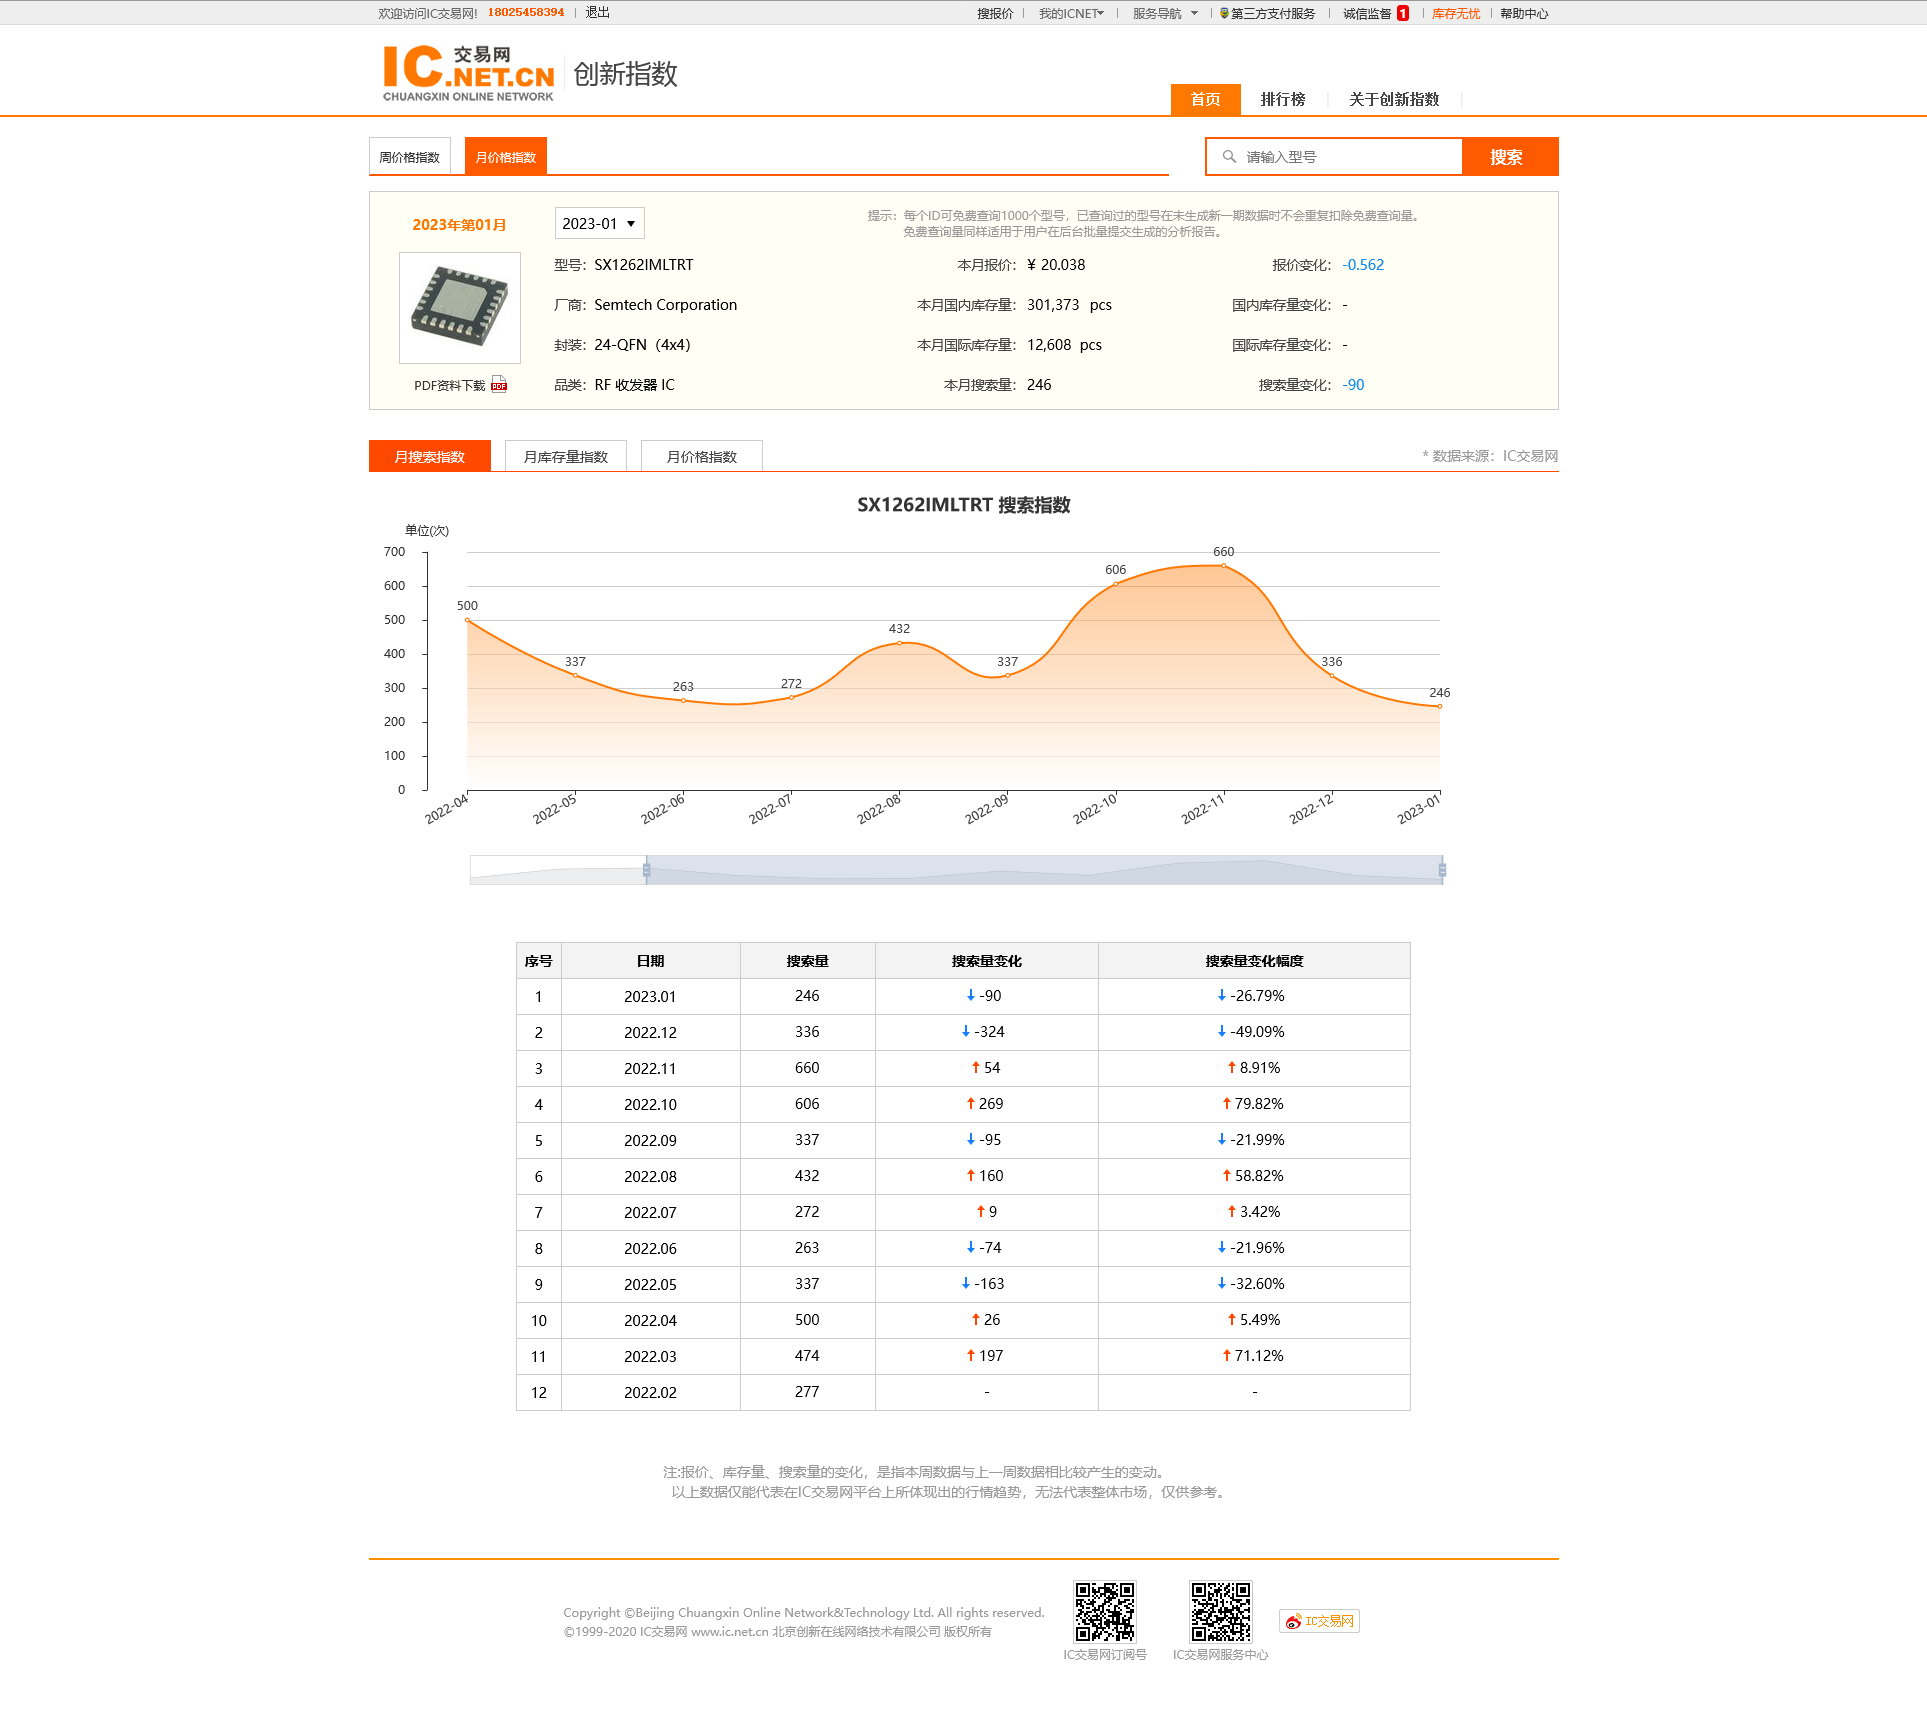 欢迎访问IC交易网! 18025458394 退出 搜报价 我的ICNET 服务导航 第三方支付服务 诚信监督 1 库存无忧 帮助中心
IC 交易网
.NET.CN
CHUANGXIN ONLINE NETWORK
创新指数
首页 排行榜 关于创新指数
周价格指数 月价格指数 请输入型号 搜索
2023年第01月 2023-01
提示：每个ID可免费查询1000个型号，已查询过的型号在未生成新一期数据时不会重复扣除免费查询量。
免费查询量同样适用于用户在后台批量提交生成的分析报告。
型号：SX1262IMLTRT 本月报价：¥ 20.038 报价变化：-0.562
厂商：Semtech Corporation 本月国内库存量：301,373 pcs 国内库存量变化：-
封装：24-QFN（4x4） 本月国际库存量：12,608 pcs 国际库存量变化：-
PDF资料下载 PDF 品类：RF 收发器 IC 本月搜索量：246 搜索量变化：-90
月搜索指数 月库存量指数 月价格指数 * 数据来源：IC交易网
SX1262IMLTRT 搜索指数
单位(次)
700
600
500
400
300
200
100
0
500 337 263 272 432 337 606 660 336 246
2022-04 2022-05 2022-06 2022-07 2022-08 2022-09 2022-10 2022-11 2022-12 2023-01
序号 日期 搜索量 搜索量变化 搜索量变化幅度
1 2023.01 246 ↓ -90 ↓ -26.79%
2 2022.12 336 ↓ -324 ↓ -49.09%
3 2022.11 660 ↑ 54 ↑ 8.91%
4 2022.10 606 ↑ 269 ↑ 79.82%
5 2022.09 337 ↓ -95 ↓ -21.99%
6 2022.08 432 ↑ 160 ↑ 58.82%
7 2022.07 272 ↑ 9 ↑ 3.42%
8 2022.06 263 ↓ -74 ↓ -21.96%
9 2022.05 337 ↓ -163 ↓ -32.60%
10 2022.04 500 ↑ 26 ↑ 5.49%
11 2022.03 474 ↑ 197 ↑ 71.12%
12 2022.02 277 - -
注:报价、库存量、搜索量的变化，是指本周数据与上一周数据相比较产生的变动。
以上数据仅能代表在IC交易网平台上所体现出的行情趋势，无法代表整体市场，仅供参考。
Copyright ©Beijing Chuangxin Online Network&Technology Ltd. All rights reserved.
©1999-2020 IC交易网 www.ic.net.cn 北京创新在线网络技术有限公司 版权所有
IC交易网订阅号 IC交易网服务中心 IC交易网